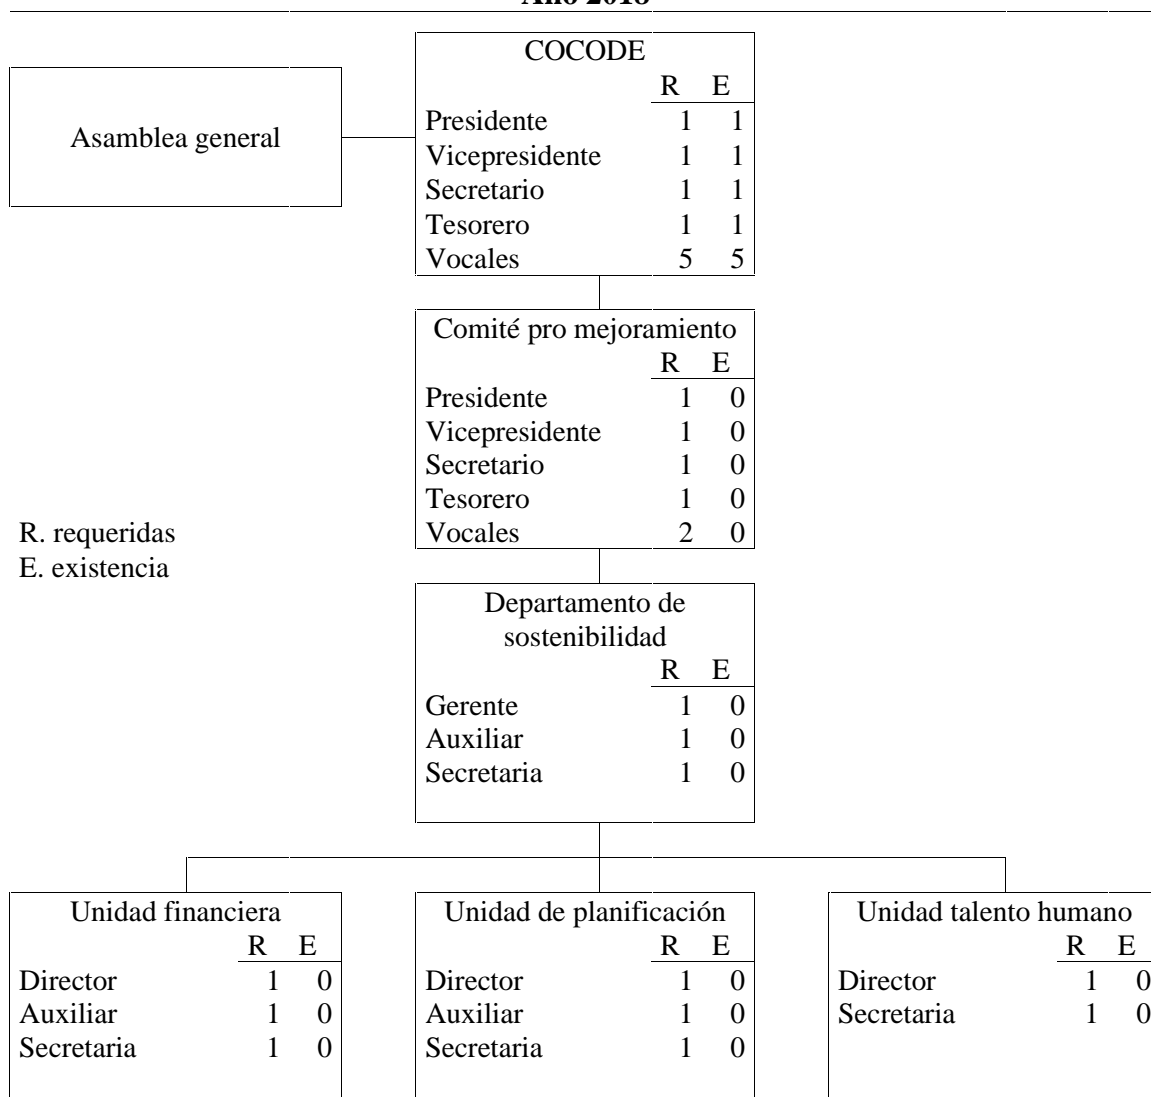 Año 2018
COCODE
R E
Presidente 1 1
Vicepresidente 1 1
Secretario 1 1
Tesorero 1 1
Vocales 5 5
Asamblea general
Comité pro mejoramiento
R E
Presidente 1 0
Vicepresidente 1 0
Secretario 1 0
Tesorero 1 0
Vocales 2 0
R. requeridas
E. existencia
Departamento de
sostenibilidad
R E
Gerente 1 0
Auxiliar 1 0
Secretaria 1 0
Unidad financiera
R E
Director 1 0
Auxiliar 1 0
Secretaria 1 0
Unidad de planificación
R E
Director 1 0
Auxiliar 1 0
Secretaria 1 0
Unidad talento humano
R E
Director 1 0
Secretaria 1 0